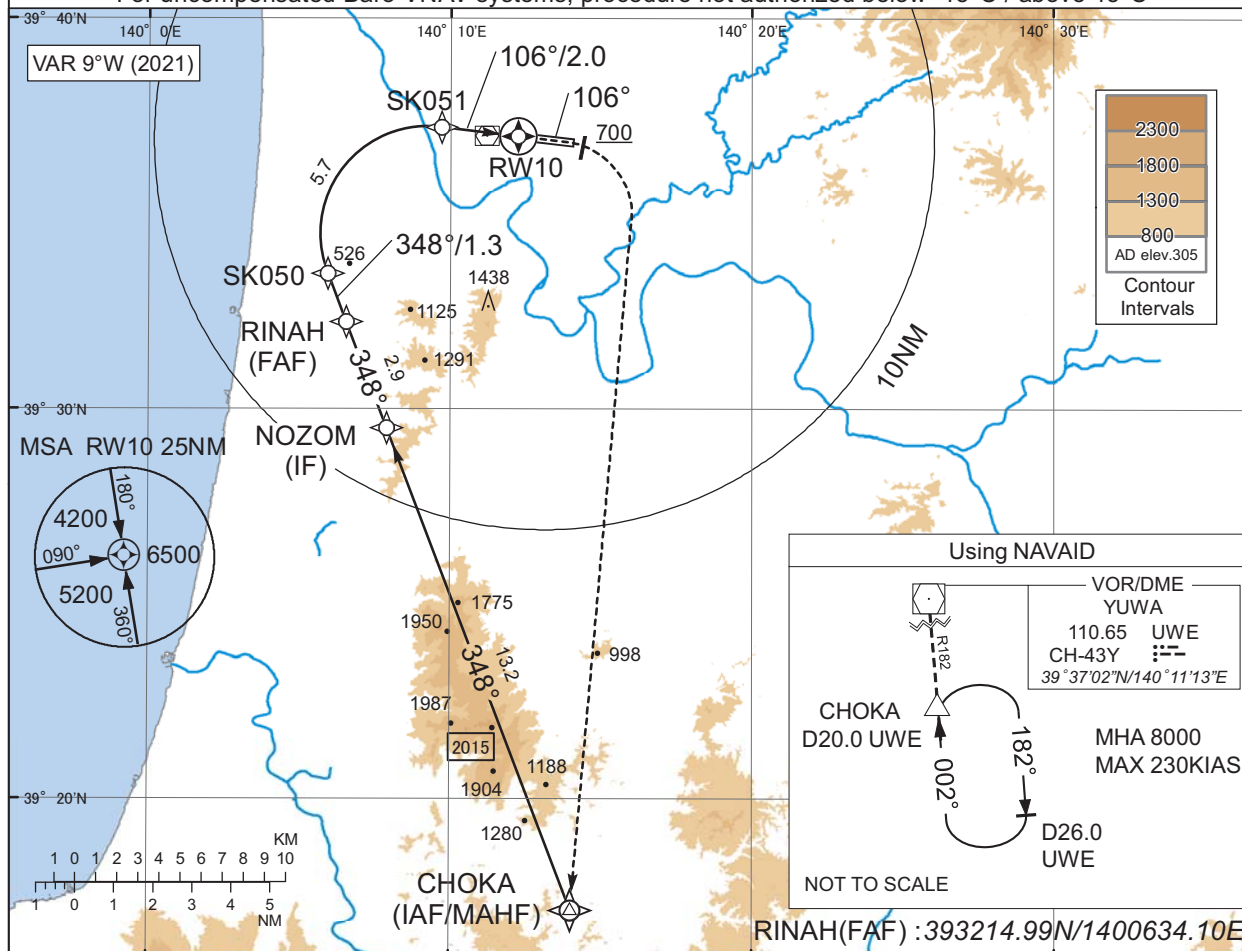 39° 40'
140° 0'E
140° 10'E
140° 20'E
140° 30'E
VAR 9°W (2021)
106°/2.0
SK051
106°
700
RW10
5.7
2300
1800
1300
800
AD elev.305
Contour
Intervals
348°/1.3
526
SK050
1438
1125
RINAH
(FAF)
2.9
348°
1291
10NM
39° 30'
NOZOM
(IF)
MSA RW10 25NM
180°
4200
090°
6500
5200
360°
1775
1950
13.2
348°
998
1987
2015
1188
1904
39° 20'
1280
KM
1 0 1 2 3 4 5 6 7 8 9 10
1 0 1 2 3 4 5
NM
CHOKA
(IAF/MAHF)
Using NAVAID
VOR/DME
YUWA
110.65 UWE
CH-43Y
39°37'02"N/140°11'13"E
R182
CHOKA
D20.0 UWE
182°
002°
MHA 8000
MAX 230KIAS
D26.0
UWE
NOT TO SCALE
RINAH(FAF) :393214.99N/1400634.10E